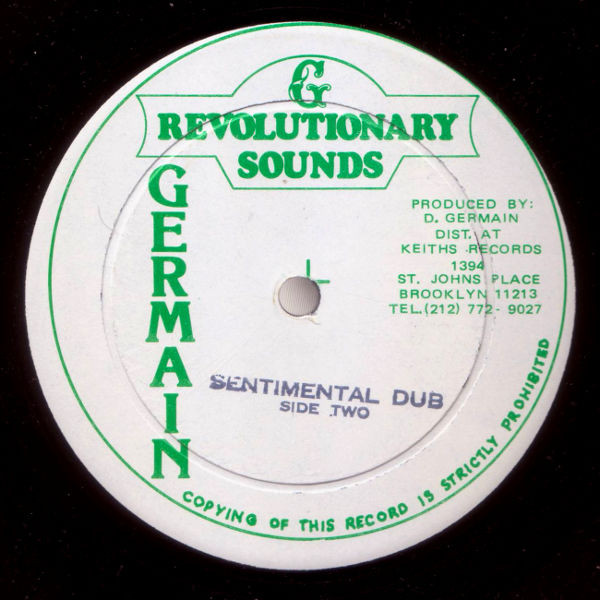 G
REVOLUTIONARY
SOUNDS
GERMAIN
PRODUCED BY:
D. GERMAIN
DIST. AT
KEITHS RECORDS
1394
ST. JOHNS PLACE
BROOKLYN 11213
TEL.(212) 772-9027
SENTIMENTAL DUB
SIDE TWO
COPYING OF THIS RECORD IS STRICTLY PROHIBITED